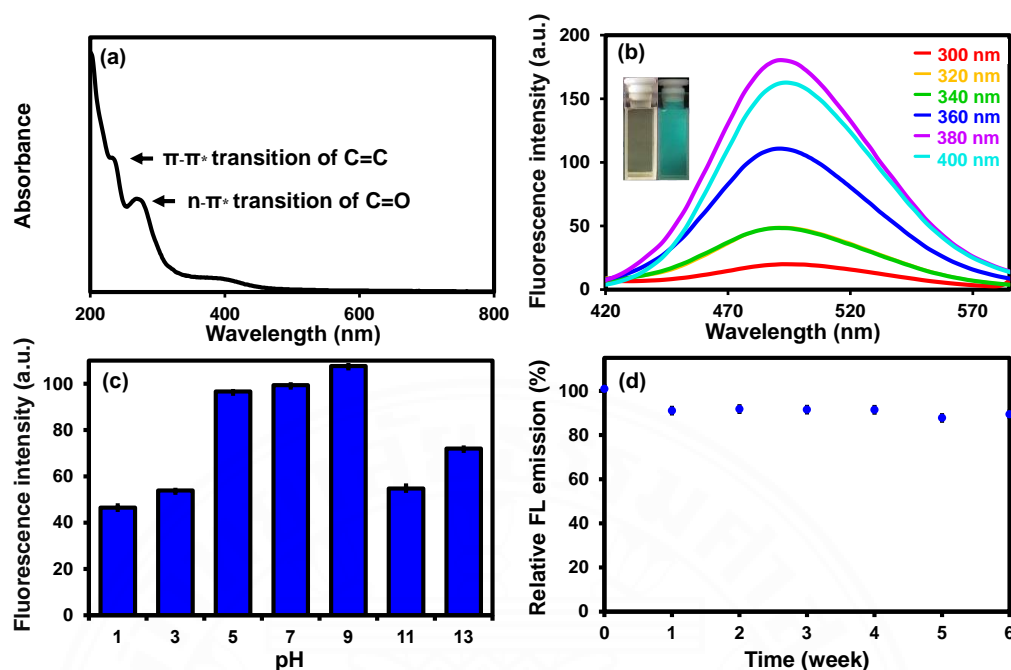 (a)
Absorbance
π-π* transition of C=C
n-π* transition of C=O
200
400
600
800
Wavelength (nm)
(b)
Fluorescence intensity (a.u.)
200
150
100
50
0
300 nm
320 nm
340 nm
360 nm
380 nm
400 nm
420
470
520
570
Wavelength (nm)
(c)
Fluorescence intensity (a.u.)
100
80
60
40
20
0
1
3
5
7
9
11
13
pH
(d)
Relative FL emission (%)
120
100
80
60
40
20
0
0
1
2
3
4
5
6
Time (week)